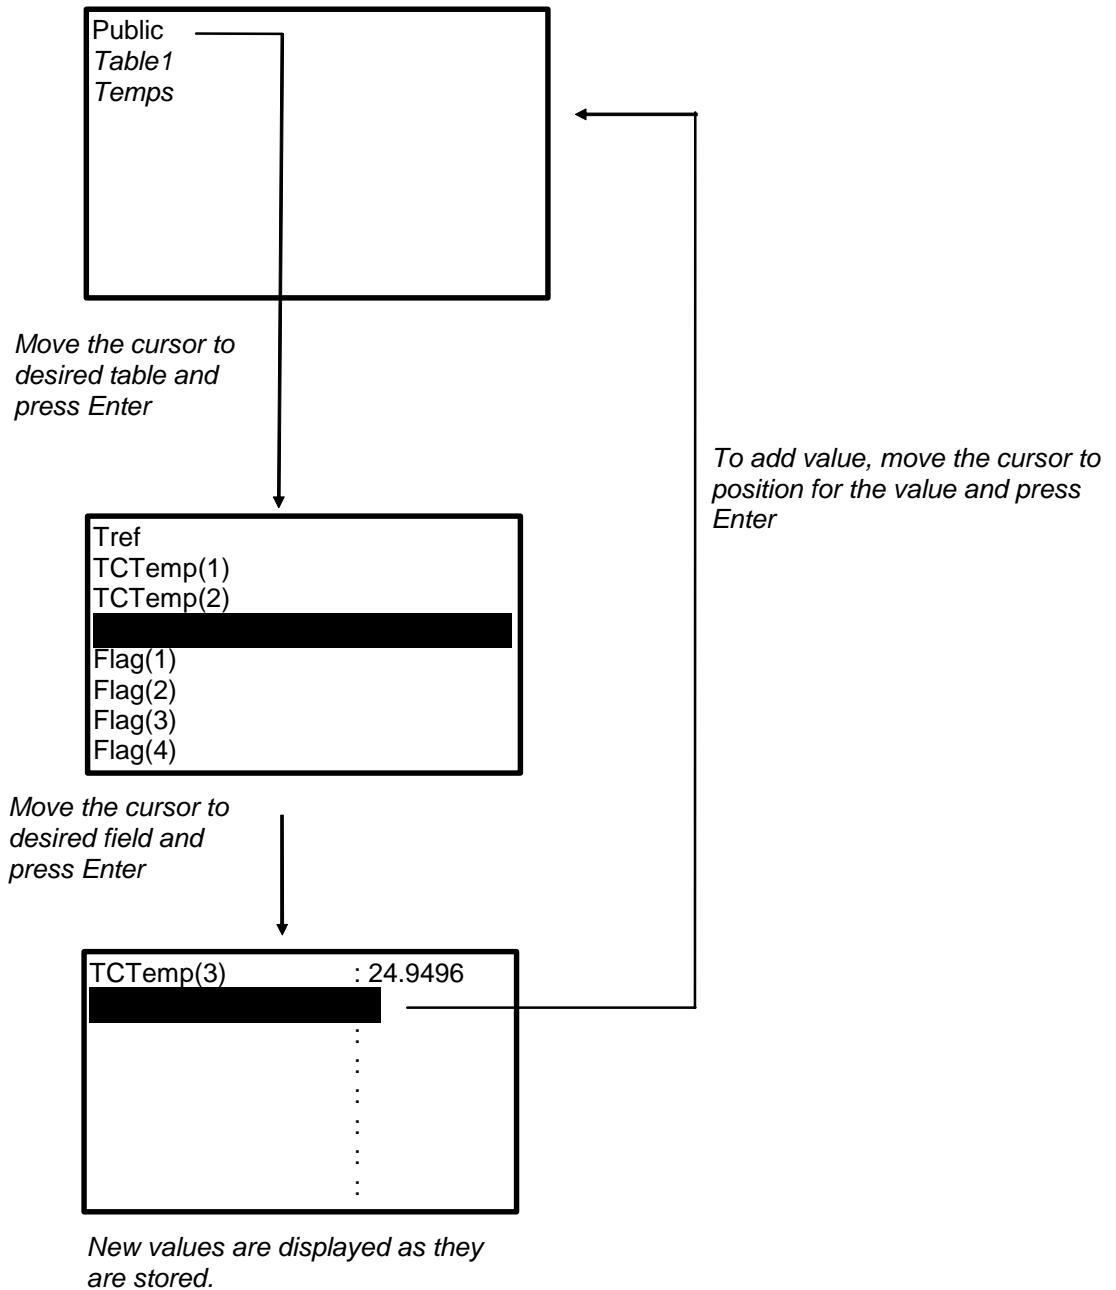 Public
Table1
Temps
Move the cursor to
desired table and
press Enter
To add value, move the cursor to
position for the value and press
Enter
Tref
TCTemp(1)
TCTemp(2)
Flag(1)
Flag(2)
Flag(3)
Flag(4)
Move the cursor to
desired field and
press Enter
TCTemp(3) : 24.9496
:
:
:
:
:
:
New values are displayed as they
are stored.